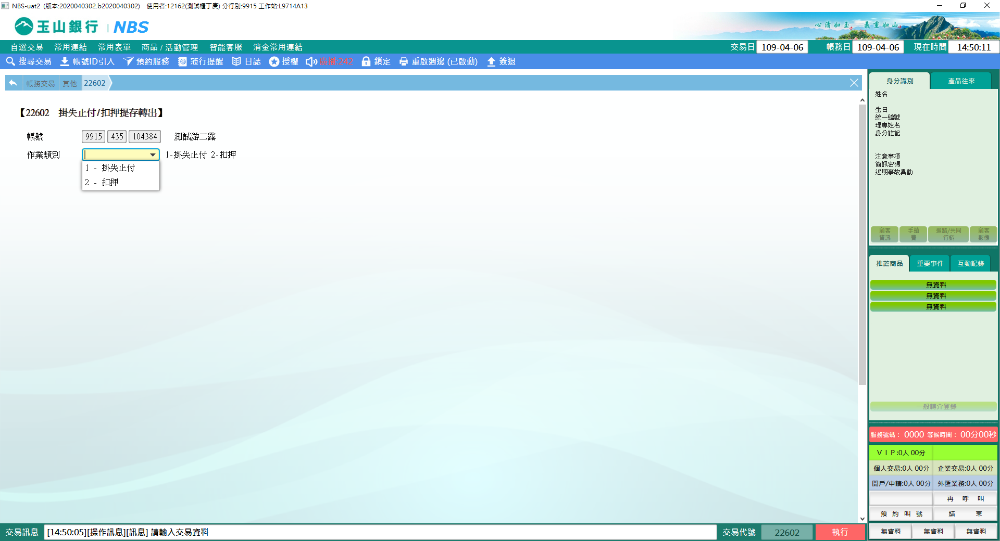 NBS-uat2 (版本:2020040302.b2020040302) 使用者:12162(測試櫃丁庚) 分行別:9915 工作站:L9714A13
玉山銀行 | NBS
心清如玉 義重如山
自選交易 常用連結 常用表單 商品 / 活動管理 智能客服 消金常用連結 交易日 109-04-06 帳務日 109-04-06 現在時間 14:50:11
搜尋交易 帳號ID引入 預約服務 蒞行提醒 日誌 授權 廣播:242 鎖定 重啟週邊 (已啟動) 簽退
帳務交易 其他 22602
【22602 掛失止付/扣押提存轉出】
帳號 9915 435 104384 測試游二露
作業類別 1-掛失止付 2-扣押
1 - 掛失止付
2 - 扣押
身分識別 產品往來
姓名
生日
統一編號
理專姓名
身分註記
注意事項
簡訊密碼
近期事故異動
顧客資訊 手續費 通路/共同行銷 顧客影像
推薦商品 重要事件 互動記錄
無資料
無資料
無資料
一般轉介登錄
服務號碼： 0000 等候時間： 00分00秒
ＶＩＰ:0人 00分
個人交易:0人 00分 企業交易:0人 00分
開戶/申請:0人 00分 外匯業務:0人 00分
再 呼 叫
預 約 叫 號 結 束
無資料 無資料 無資料
交易訊息 [14:50:05][操作訊息][訊息] 請輸入交易資料 交易代號 22602 執行